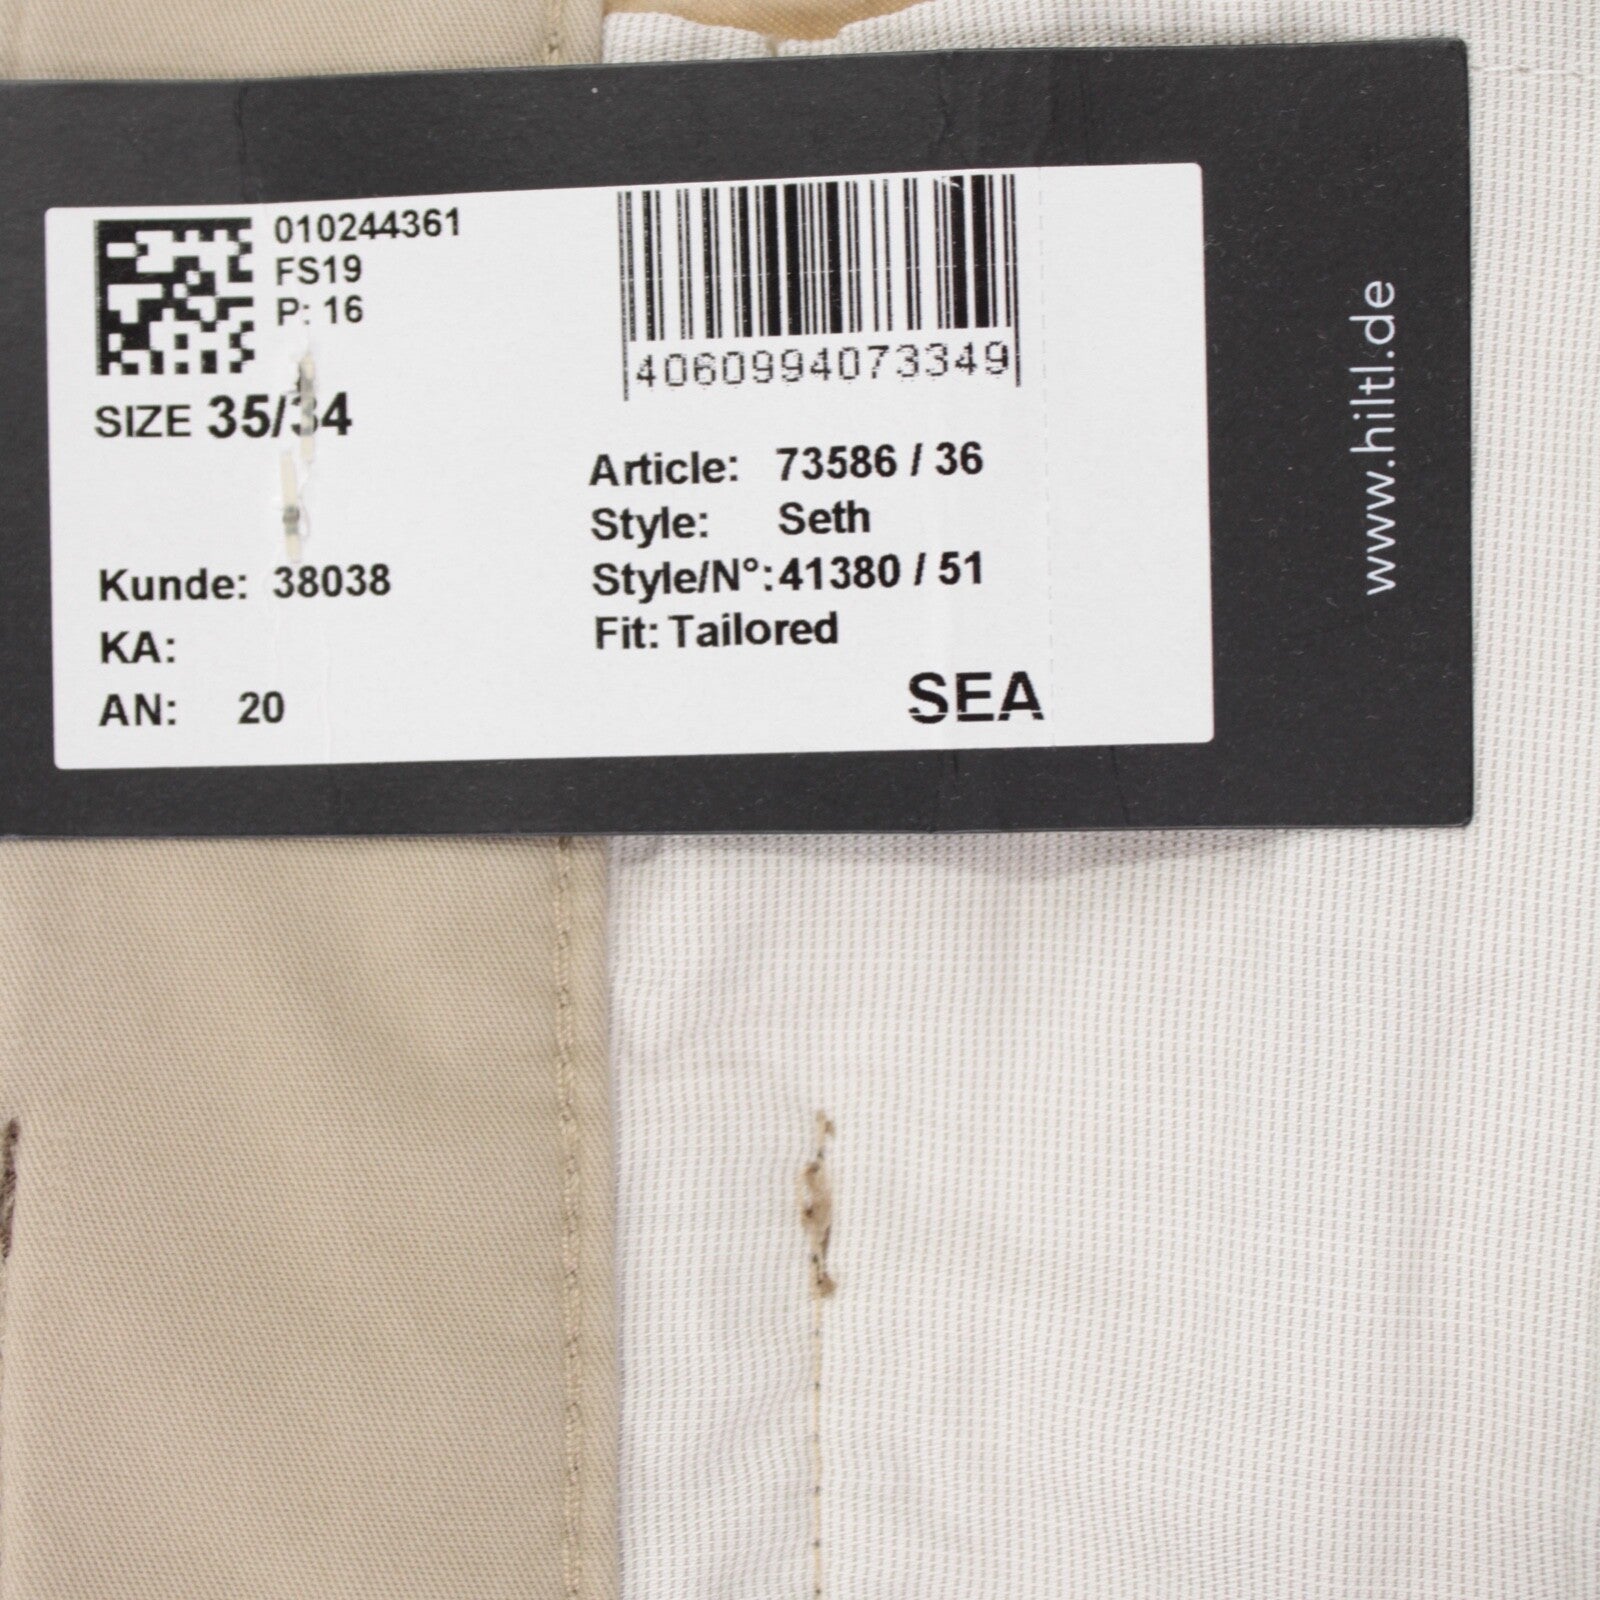 010244361
FS19
P: 16
SIZE 35/34
Kunde: 38038
KA:
AN: 20
4060994073349
Article: 73586 / 36
Style: Seth
Style/N°: 41380 / 51
Fit: Tailored
SEA
www.hiltl.de